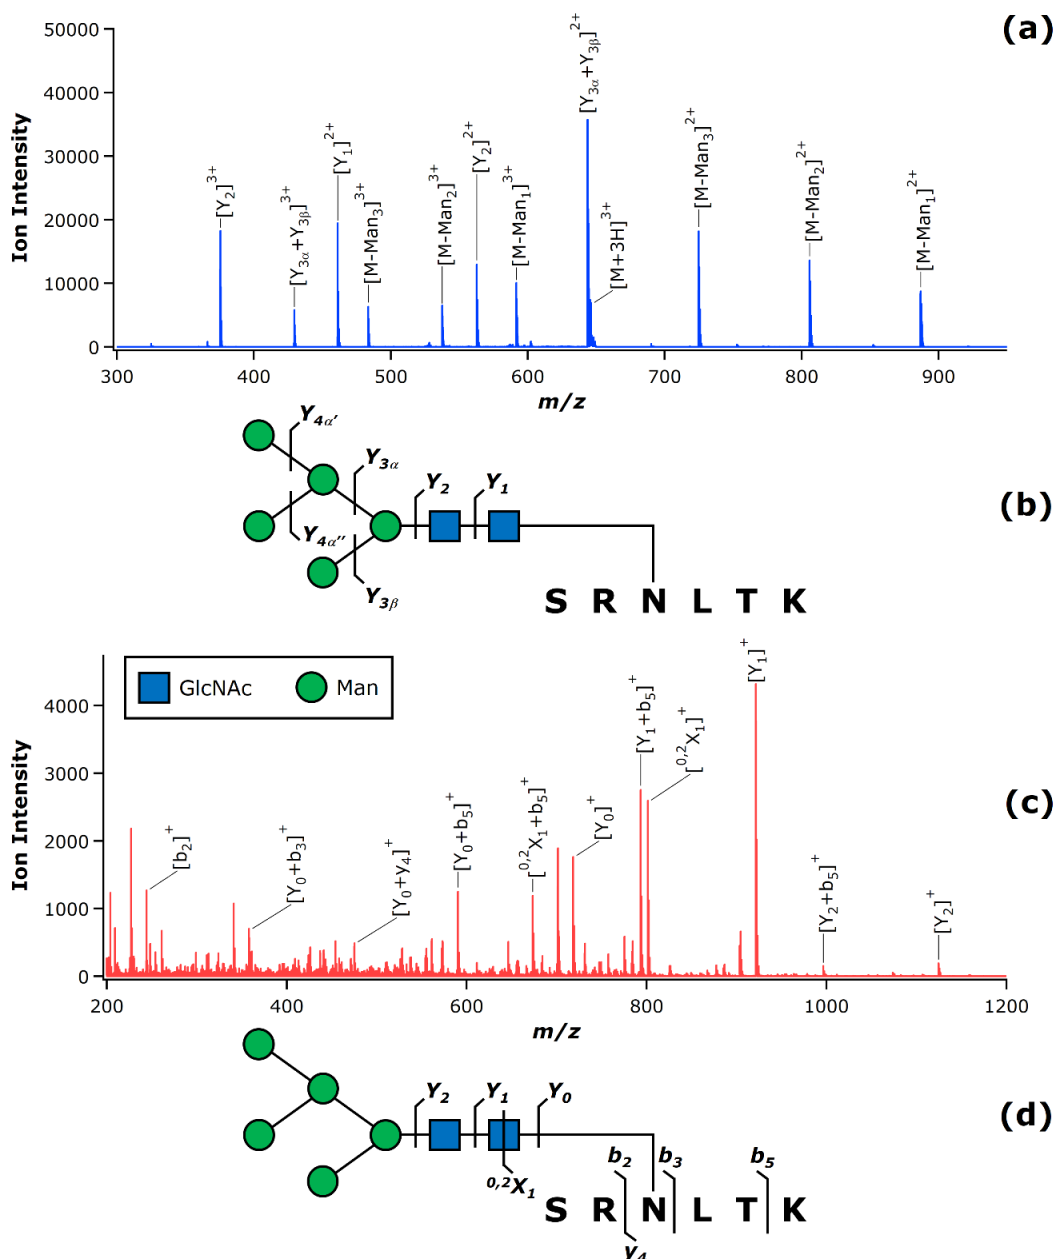 (a)
Ion Intensity
50000
40000
30000
20000
10000
0
[Y2]3+
[Y3α+Y3β]3+
[Y1]2+
[M-Man3]3+
[M-Man2]3+
[Y2]2+
[M-Man1]3+
[Y3α+Y3β]2+
[M+3H]3+
[M-Man3]2+
[M-Man2]2+
[M-Man1]2+
300 400 500 600 700 800 900
m/z
(b)
Y4α'
Y3α
Y2 Y1
Y4α''
Y3β
S R N L T K
GlcNAc Man
(c)
Ion Intensity
4000
3000
2000
1000
0
[b2]+
[Y0+b3]+
[Y0+y4]+
[Y0+b5]+
[0,2X1+b5]+
[Y0]+
[Y1+b5]+
[0,2X1]+
[Y1]+
[Y2+b5]+
[Y2]+
200 400 600 800 1000 1200
m/z
(d)
Y2 Y1 Y0
0,2X1
b2 b3 b5
S R N L T K
y4